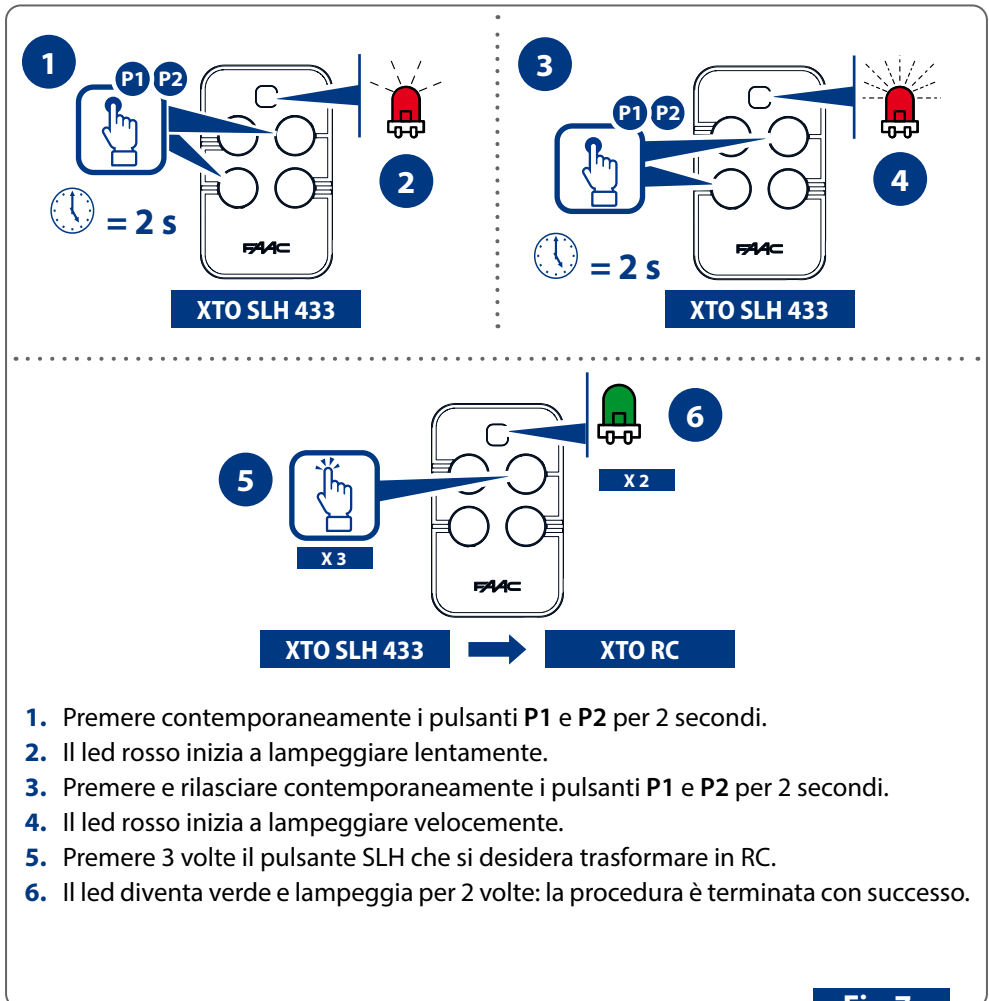 1
P1 P2
= 2 s
2
FAAC
XTO SLH 433
3
P1 P2
= 2 s
4
FAAC
XTO SLH 433
5
X 3
6
X 2
FAAC
XTO SLH 433
XTO RC
1. Premere contemporaneamente i pulsanti P1 e P2 per 2 secondi.
2. Il led rosso inizia a lampeggiare lentamente.
3. Premere e rilasciare contemporaneamente i pulsanti P1 e P2 per 2 secondi.
4. Il led rosso inizia a lampeggiare velocemente.
5. Premere 3 volte il pulsante SLH che si desidera trasformare in RC.
6. Il led diventa verde e lampeggia per 2 volte: la procedura è terminata con successo.